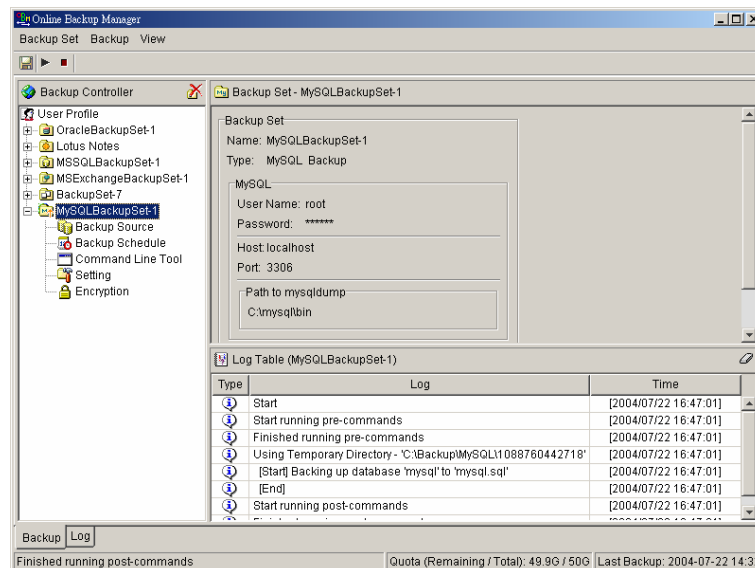 Online Backup Manager
Backup Set Backup View
Backup Controller
User Profile
OracleBackupSet-1
Lotus Notes
MSSQLBackupSet-1
MSExchangeBackupSet-1
BackupSet-7
MySQLBackupSet-1
Backup Source
Backup Schedule
Command Line Tool
Setting
Encryption
Backup Set - MySQLBackupSet-1
Backup Set
Name: MySQLBackupSet-1
Type: MySQL Backup
MySQL
User Name: root
Password: ******
Host: localhost
Port: 3306
Path to mysqldump
C:\mysql\bin
Log Table (MySQLBackupSet-1)
Type Log Time
Start [2004/07/22 16:47:01]
Start running pre-commands [2004/07/22 16:47:01]
Finished running pre-commands [2004/07/22 16:47:01]
Using Temporary Directory - 'C:\Backup\MySQL\1088760442718' [2004/07/22 16:47:01]
[Start] Backing up database 'mysql' to 'mysql.sql' [2004/07/22 16:47:01]
[End] [2004/07/22 16:47:01]
Start running post-commands [2004/07/22 16:47:01]
Backup Log
Finished running post-commands Quota (Remaining / Total): 49.9G / 50G Last Backup: 2004-07-22 14:3